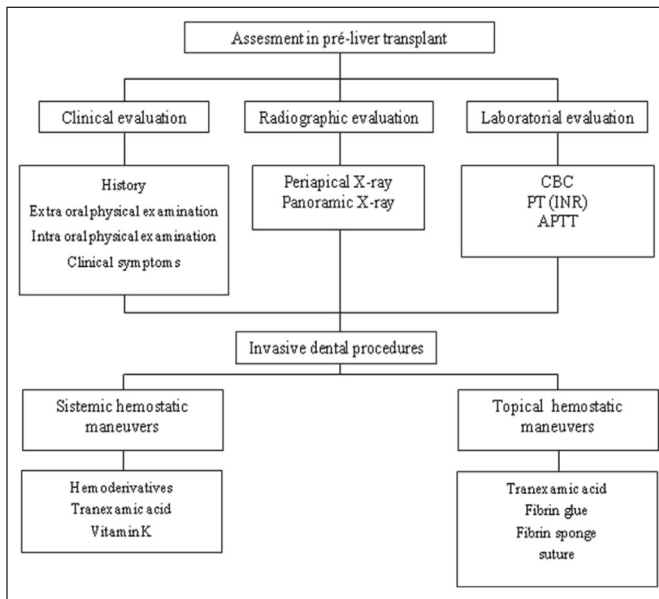 Assesment in pré-liver transplant
Clinical evaluation
Radiographic evaluation
Laboratorial evaluation
History
Extra oral physical examination
Intra oral physical examination
Clinical symptoms
Periapical X-ray
Panoramic X-ray
CBC
PT (INR)
APTT
Invasive dental procedures
Sistemic hemostatic
maneuvers
Topical hemostatic
maneuvers
Hemoderivatives
Tranexamic acid
Vitamin K
Tranexamic acid
Fibrin glue
Fibrin sponge
suture